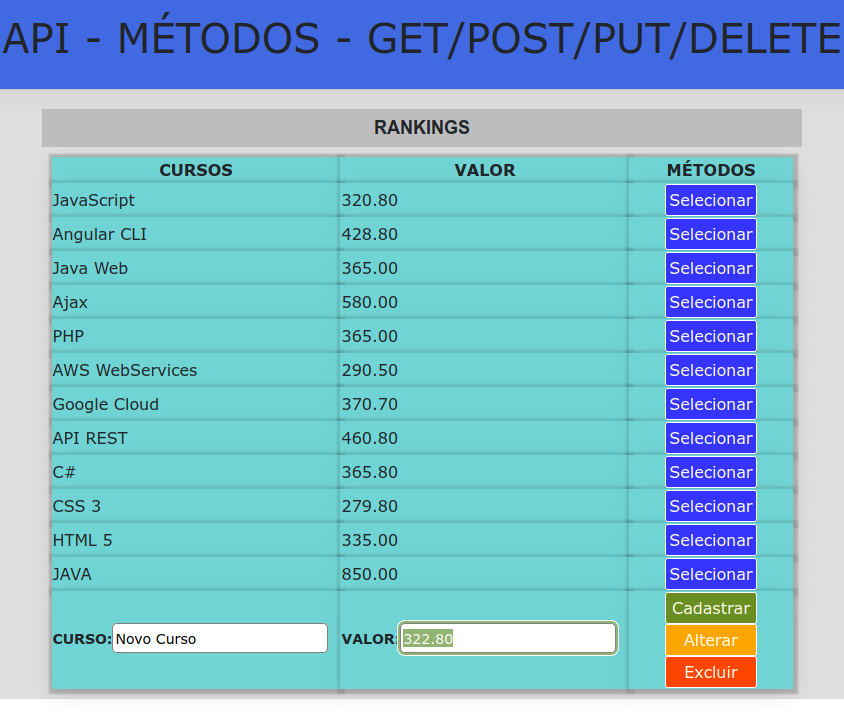 API - MÉTODOS - GET/POST/PUT/DELETE
RANKINGS
CURSOS VALOR MÉTODOS
JavaScript 320.80 Selecionar
Angular CLI 428.80 Selecionar
Java Web 365.00 Selecionar
Ajax 580.00 Selecionar
PHP 365.00 Selecionar
AWS WebServices 290.50 Selecionar
Google Cloud 370.70 Selecionar
API REST 460.80 Selecionar
C# 365.80 Selecionar
CSS 3 279.80 Selecionar
HTML 5 335.00 Selecionar
JAVA 850.00 Selecionar
Cadastrar
CURSO: Novo Curso VALOR: 322.80 Alterar
Excluir